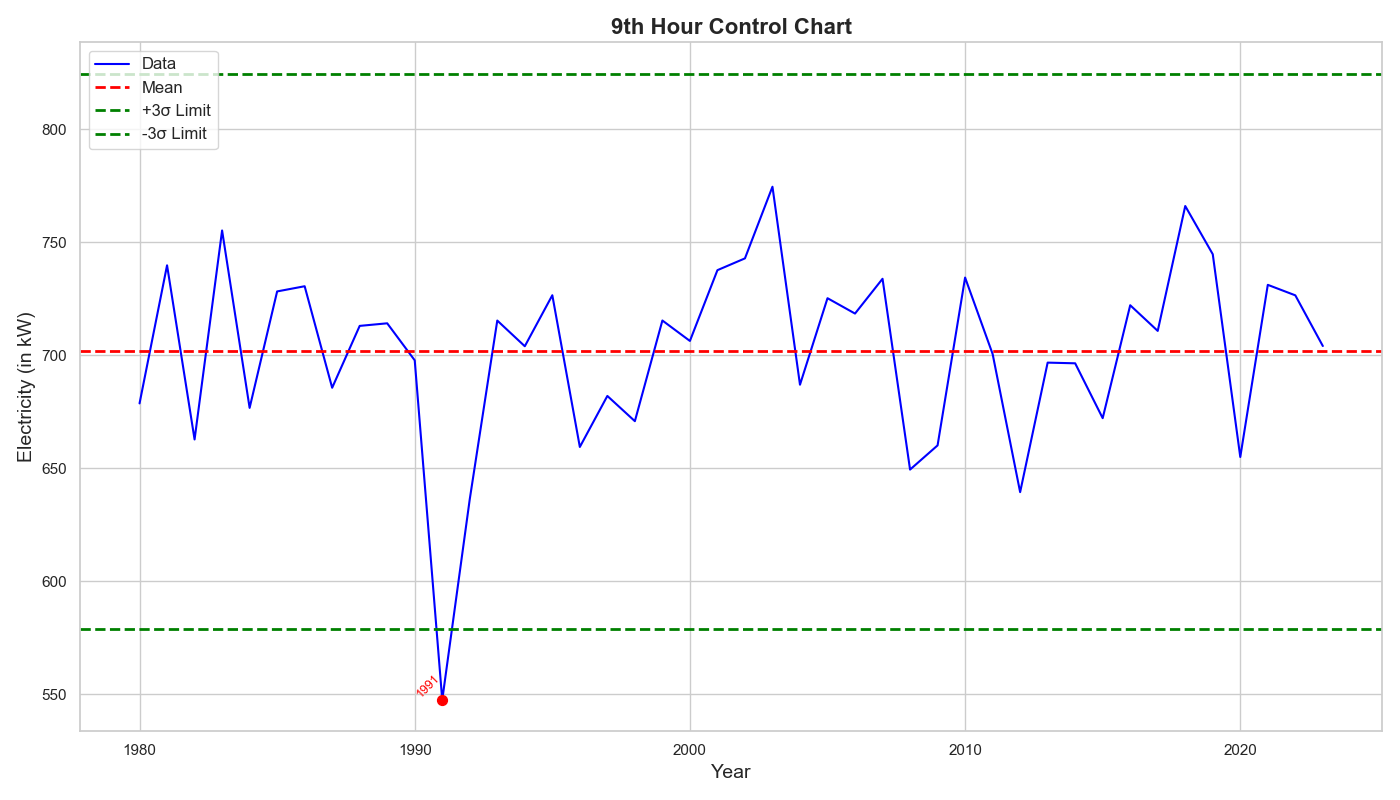 9th Hour Control Chart
Data
Mean
+3σ Limit
-3σ Limit
Electricity (in kW)
800
750
700
650
600
550
1991
1980
1990
2000
2010
2020
Year